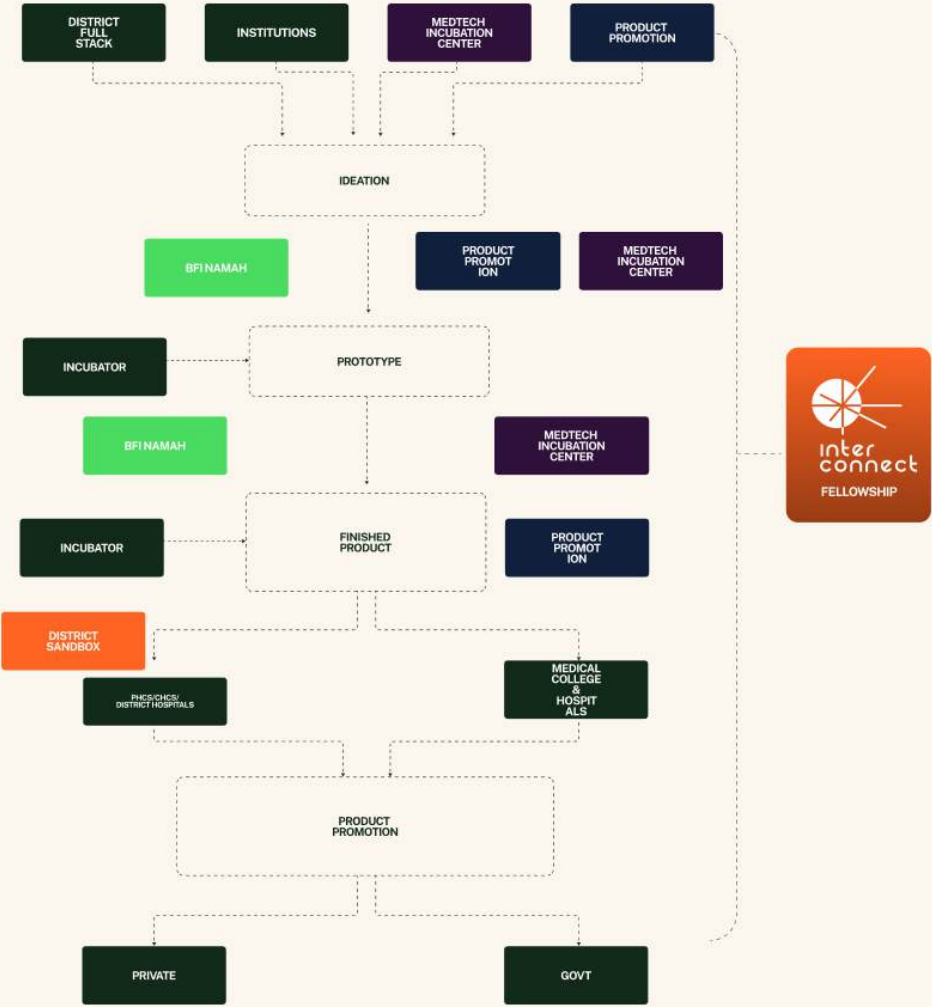 DISTRICT
FULL
STACK
INSTITUTIONS
MEDTECH
INCUBATION
CENTER
PRODUCT
PROMOTION
IDEATION
BFI NAMAH
PRODUCT
PROMOT
ION
MEDTECH
INCUBATION
CENTER
INCUBATOR
PROTOTYPE
BFI NAMAH
MEDTECH
INCUBATION
CENTER
inter
connect
FELLOWSHIP
INCUBATOR
FINISHED
PRODUCT
PRODUCT
PROMOT
ION
DISTRICT
SANDBOX
PHCS/CHCS/
DISTRICT HOSPITALS
MEDICAL
COLLEGE
&
HOSPIT
ALS
PRODUCT
PROMOTION
PRIVATE
GOVT